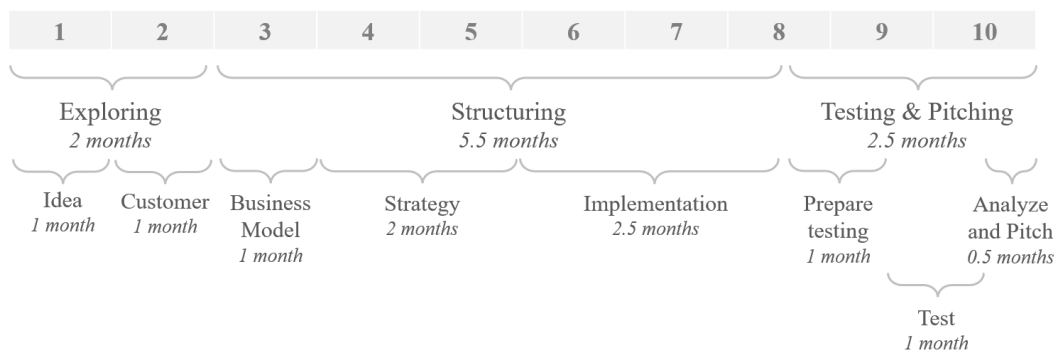 1 2 3 4 5 6 7 8 9 10
Exploring
2 months
Structuring
5.5 months
Testing & Pitching
2.5 months
Idea
1 month
Customer
1 month
Business
Model
1 month
Strategy
2 months
Implementation
2.5 months
Prepare
testing
1 month
Analyze
and Pitch
0.5 months
Test
1 month